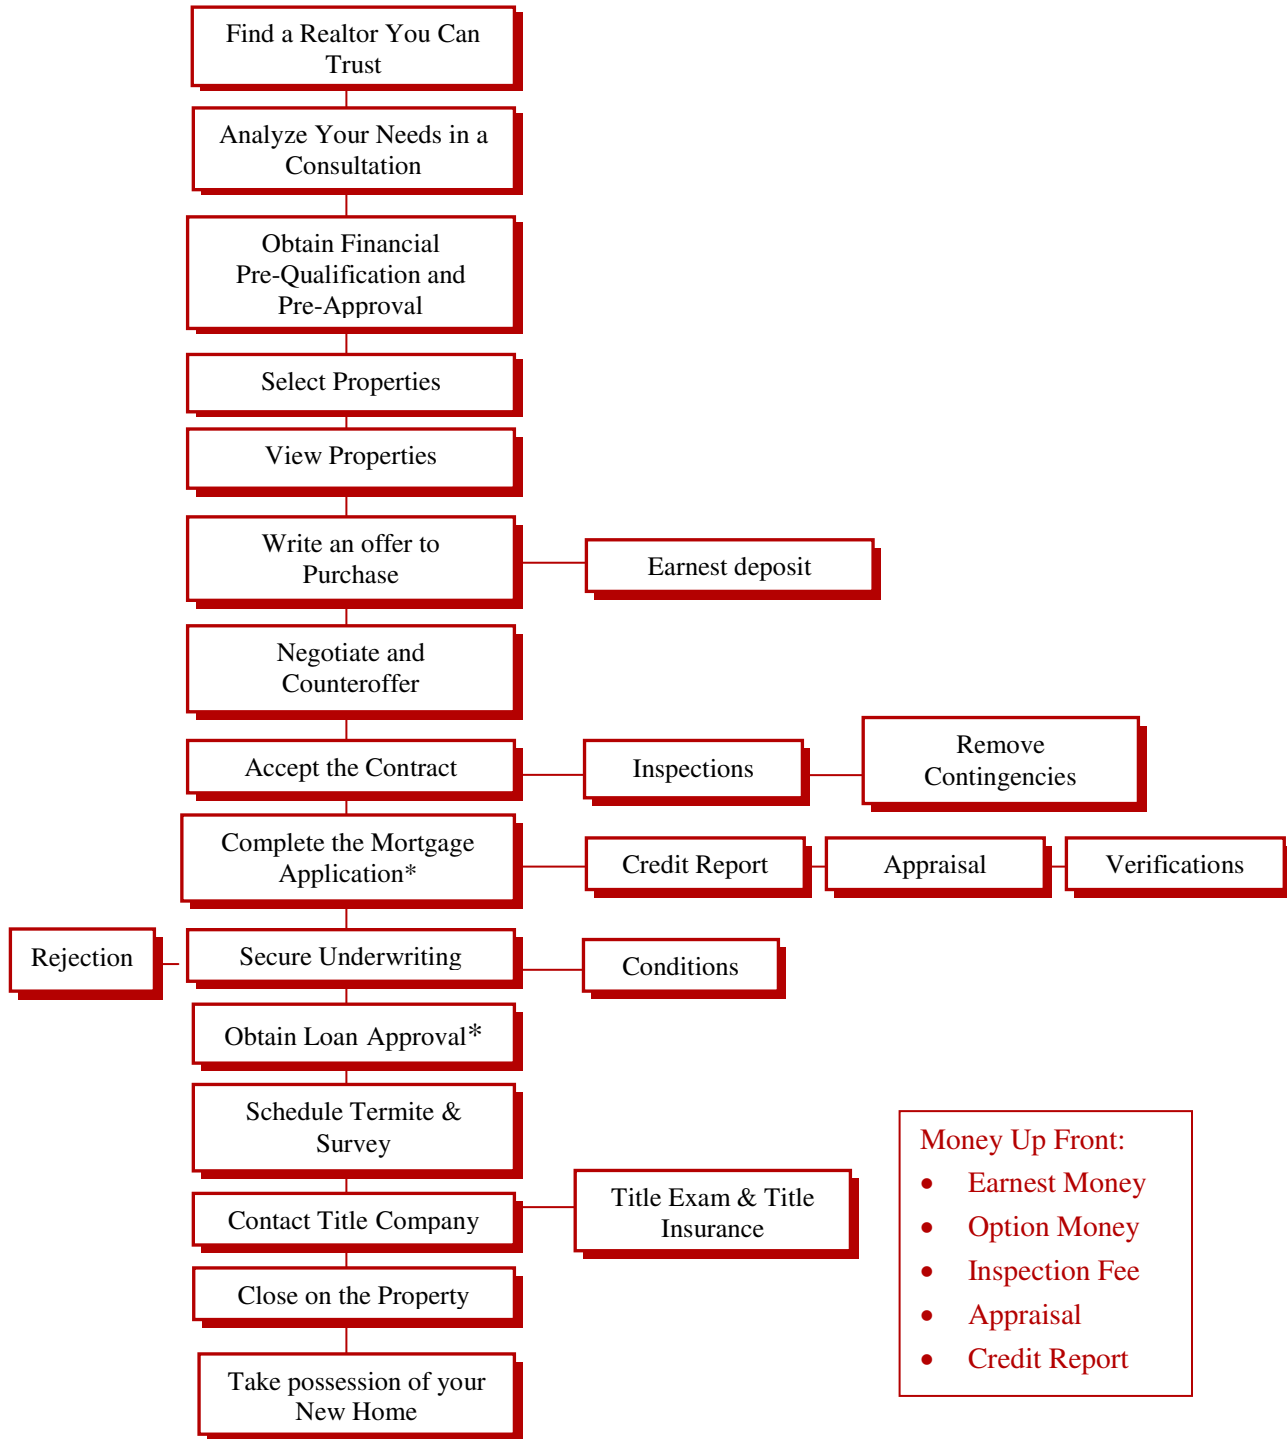 Find a Realtor You Can
Trust
Analyze Your Needs in a
Consultation
Obtain Financial
Pre-Qualification and
Pre-Approval
Select Properties
View Properties
Write an offer to
Purchase
Earnest deposit
Negotiate and
Counteroffer
Accept the Contract
Inspections
Remove
Contingencies
Complete the Mortgage
Application*
Credit Report
Appraisal
Verifications
Rejection
Secure Underwriting
Conditions
Obtain Loan Approval*
Schedule Termite &
Survey
Contact Title Company
Title Exam & Title
Insurance
Close on the Property
Take possession of your
New Home
Money Up Front:
• Earnest Money
• Option Money
• Inspection Fee
• Appraisal
• Credit Report